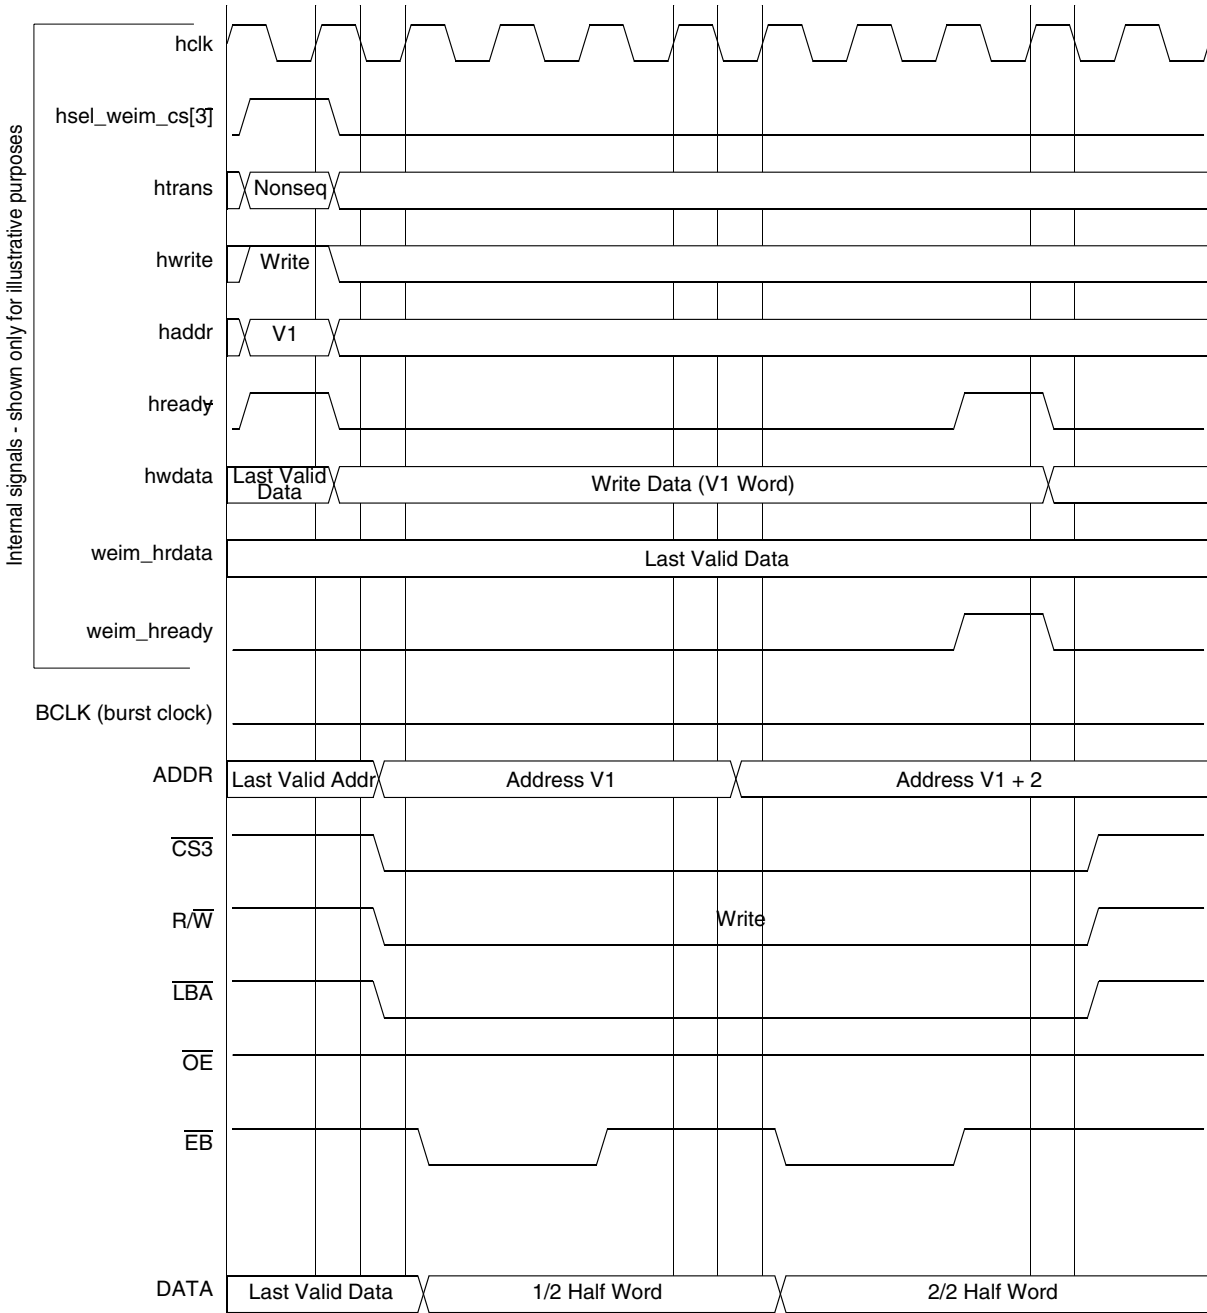 Internal signals - shown only for illustrative purposes
hclk
hsel_weim_cs[3]
htrans
Nonseq
hwrite
Write
haddr
V1
hready
hwdata
Last Valid
Data
Write Data (V1 Word)
weim_hrdata
Last Valid Data
weim_hready
BCLK (burst clock)
ADDR
Last Valid Addr
Address V1
Address V1 + 2
CS3
R/W
Write
LBA
OE
EB
DATA
Last Valid Data
1/2 Half Word
2/2 Half Word